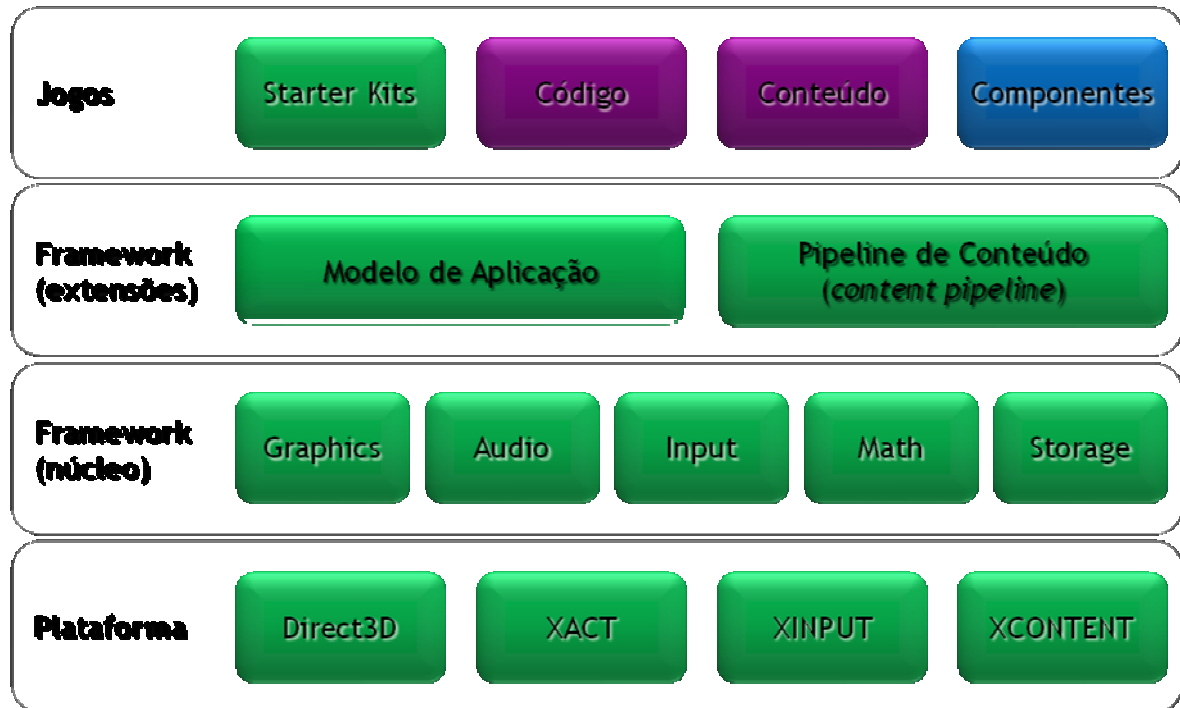 Jogos
Starter Kits
Código
Conteúdo
Componentes
Framework
(extensões)
Modelo de Aplicação
Pipeline de Conteúdo
(content pipeline)
Framework
(núcleo)
Graphics
Audio
Input
Math
Storage
Plataforma
Direct3D
XACT
XINPUT
XCONTENT